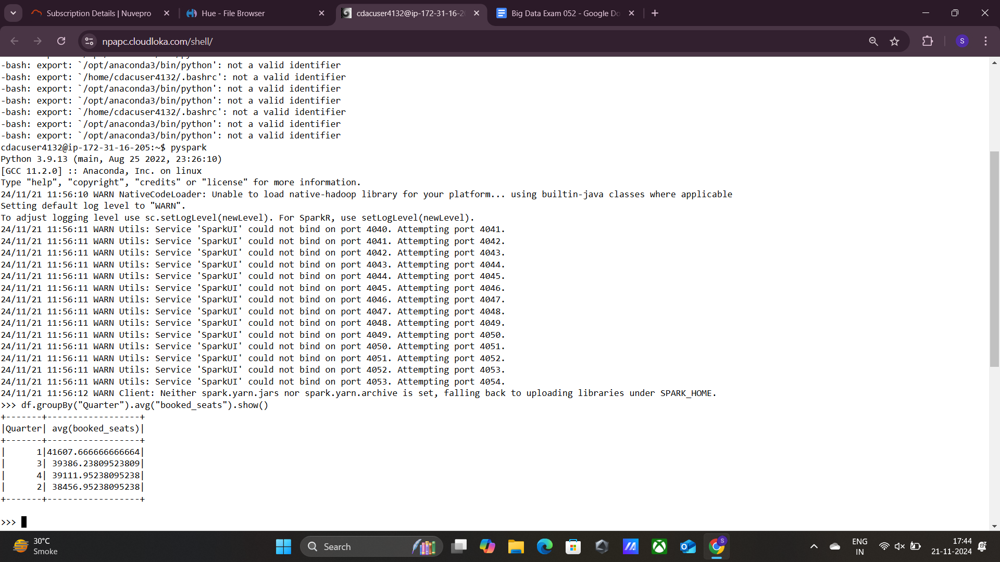 Subscription Details | Nuvepro
Hue - File Browser
cdacuser4132@ip-172-31-16-20
Big Data Exam 052 - Google Do
npapc.cloudloka.com/shell/
S
-bash: export: `/opt/anaconda3/bin/python': not a valid identifier
-bash: export: `/home/cdacuser4132/.bashrc': not a valid identifier
-bash: export: `/opt/anaconda3/bin/python': not a valid identifier
-bash: export: `/opt/anaconda3/bin/python': not a valid identifier
-bash: export: `/home/cdacuser4132/.bashrc': not a valid identifier
-bash: export: `/opt/anaconda3/bin/python': not a valid identifier
-bash: export: `/opt/anaconda3/bin/python': not a valid identifier
cdacuser4132@ip-172-31-16-205:~$ pyspark
Python 3.9.13 (main, Aug 25 2022, 23:26:10)
[GCC 11.2.0] :: Anaconda, Inc. on linux
Type "help", "copyright", "credits" or "license" for more information.
24/11/21 11:56:10 WARN NativeCodeLoader: Unable to load native-hadoop library for your platform... using builtin-java classes where applicable
Setting default log level to "WARN".
To adjust logging level use sc.setLogLevel(newLevel). For SparkR, use setLogLevel(newLevel).
24/11/21 11:56:11 WARN Utils: Service 'SparkUI' could not bind on port 4040. Attempting port 4041.
24/11/21 11:56:11 WARN Utils: Service 'SparkUI' could not bind on port 4041. Attempting port 4042.
24/11/21 11:56:11 WARN Utils: Service 'SparkUI' could not bind on port 4042. Attempting port 4043.
24/11/21 11:56:11 WARN Utils: Service 'SparkUI' could not bind on port 4043. Attempting port 4044.
24/11/21 11:56:11 WARN Utils: Service 'SparkUI' could not bind on port 4044. Attempting port 4045.
24/11/21 11:56:11 WARN Utils: Service 'SparkUI' could not bind on port 4045. Attempting port 4046.
24/11/21 11:56:11 WARN Utils: Service 'SparkUI' could not bind on port 4046. Attempting port 4047.
24/11/21 11:56:11 WARN Utils: Service 'SparkUI' could not bind on port 4047. Attempting port 4048.
24/11/21 11:56:11 WARN Utils: Service 'SparkUI' could not bind on port 4048. Attempting port 4049.
24/11/21 11:56:11 WARN Utils: Service 'SparkUI' could not bind on port 4049. Attempting port 4050.
24/11/21 11:56:11 WARN Utils: Service 'SparkUI' could not bind on port 4050. Attempting port 4051.
24/11/21 11:56:11 WARN Utils: Service 'SparkUI' could not bind on port 4051. Attempting port 4052.
24/11/21 11:56:11 WARN Utils: Service 'SparkUI' could not bind on port 4052. Attempting port 4053.
24/11/21 11:56:11 WARN Utils: Service 'SparkUI' could not bind on port 4053. Attempting port 4054.
24/11/21 11:56:12 WARN Client: Neither spark.yarn.jars nor spark.yarn.archive is set, falling back to uploading libraries under SPARK_HOME.
>>> df.groupBy("Quarter").avg("booked_seats").show()
+-------+------------------+
|Quarter| avg(booked_seats)|
+-------+------------------+
|      1|41607.666666666664|
|      3| 39386.23809523809|
|      4| 39111.95238095238|
|      2| 38456.95238095238|
+-------+------------------+
>>>
30°C
Smoke
Search
ENG
IN
17:44
21-11-2024